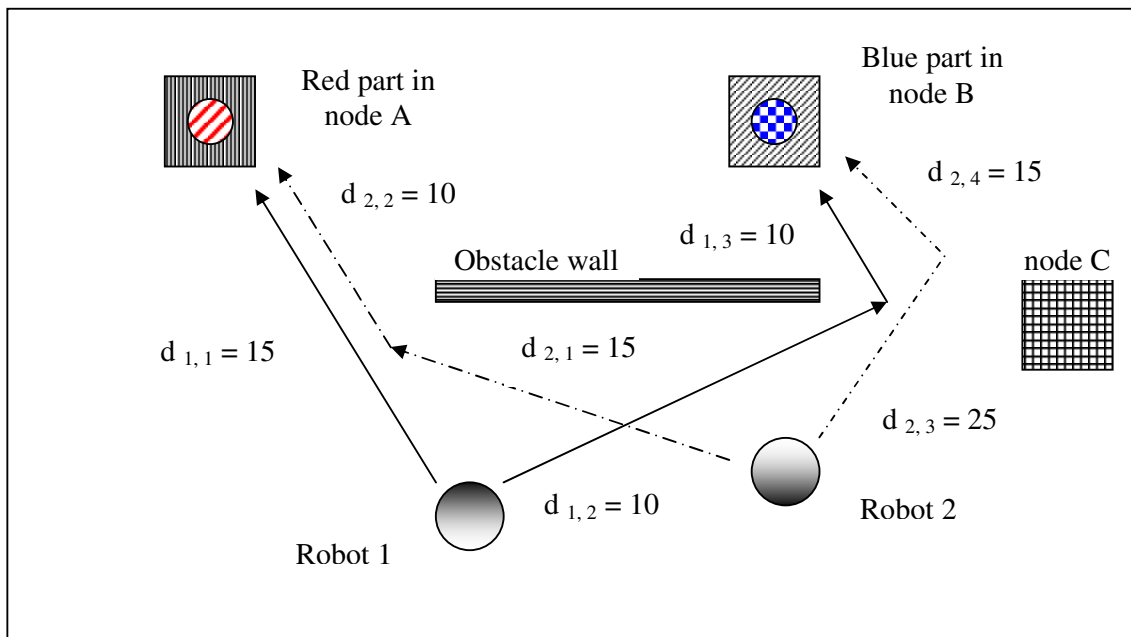 Red part in
node A
Blue part in
node B
d 2, 2 = 10
d 2, 4 = 15
d 1, 3 = 10
Obstacle wall
node C
d 1, 1 = 15
d 2, 1 = 15
d 2, 3 = 25
d 1, 2 = 10
Robot 2
Robot 1